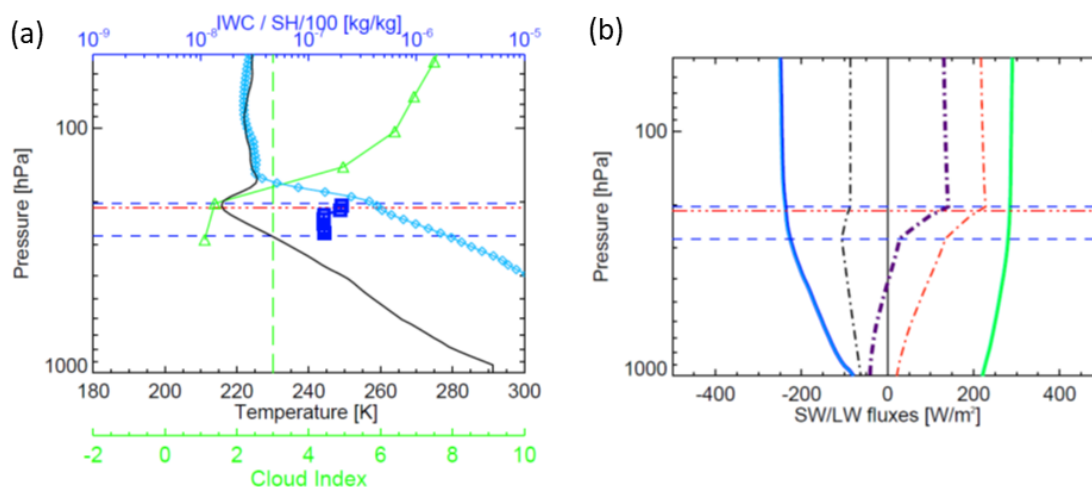 (a)
IWC / SH/100 [kg/kg]
10⁻⁹ 10⁻⁸ 10⁻⁷ 10⁻⁶ 10⁻⁵
Pressure [hPa]
100
1000
180 200 220 240 260 280 300
Temperature [K]
-2 0 2 4 6 8 10
Cloud Index
(b)
Pressure [hPa]
100
1000
-400 -200 0 200 400
SW/LW fluxes [W/m²]